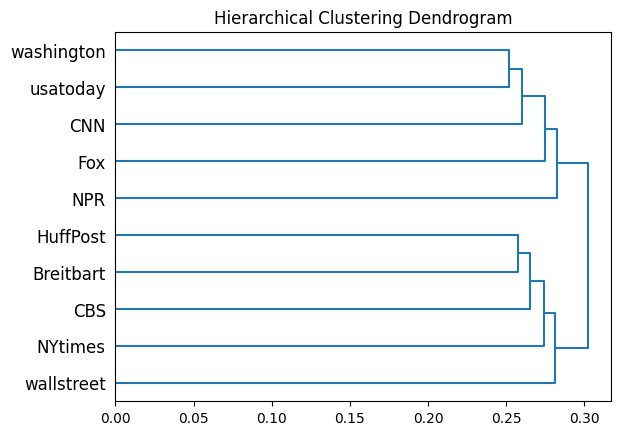 Hierarchical Clustering Dendrogram
washington
usatoday
CNN
Fox
NPR
HuffPost
Breitbart
CBS
NYtimes
wallstreet
0.00 0.05 0.10 0.15 0.20 0.25 0.30